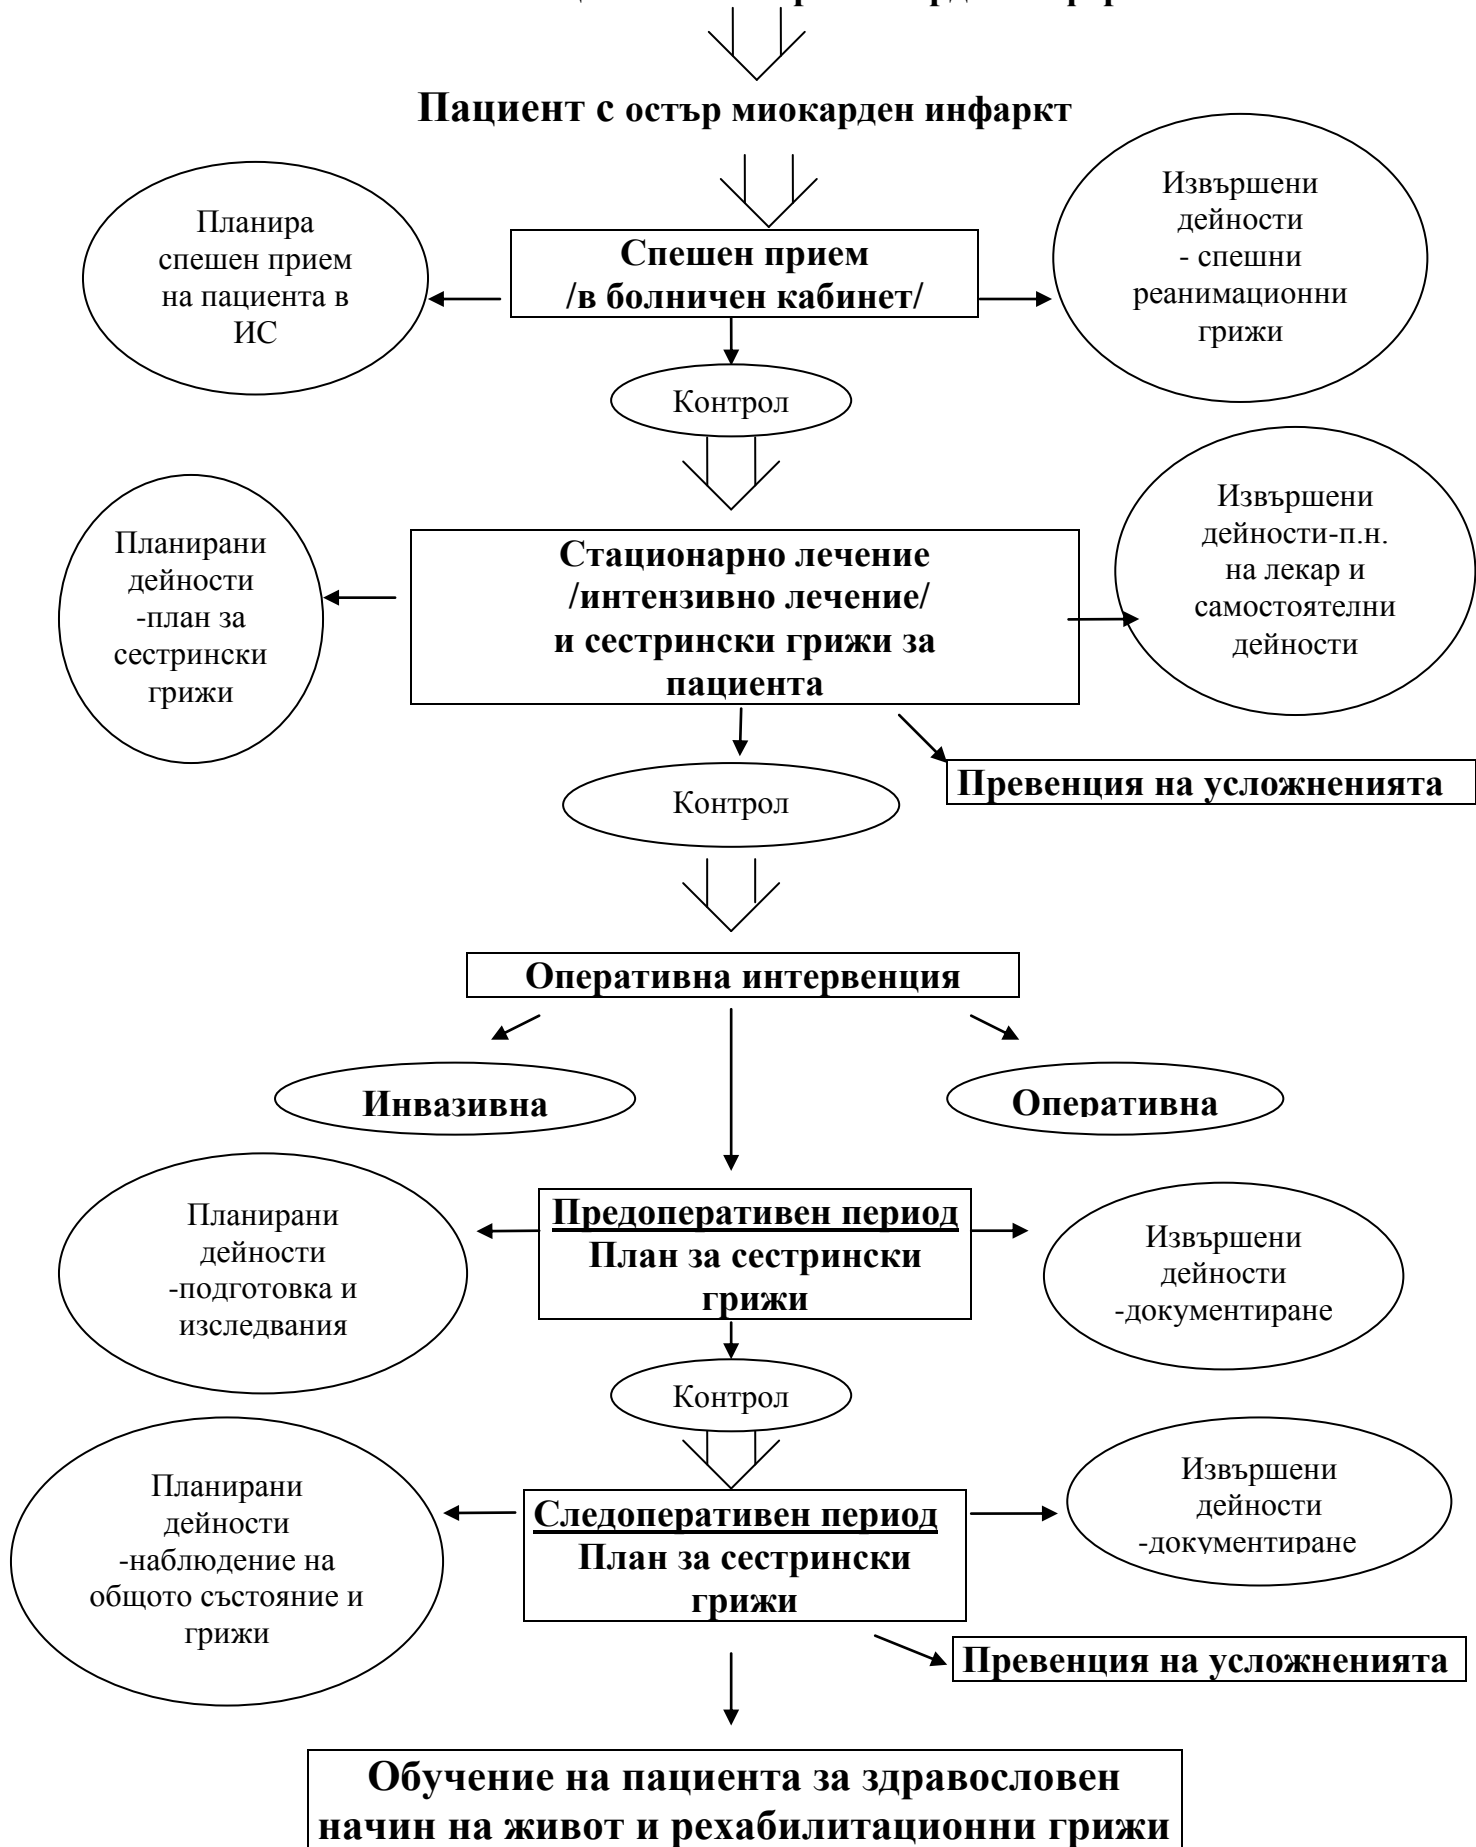 Пациент с остър миокарден инфаркт
Планира
спешен прием
на пациента в
ИС
Спешен прием
/в болничен кабинет/
Извършени
дейности
- спешни
реанимационни
грижи
Контрол
Планирани
дейности
-план за
сестрински
грижи
Стационарно лечение
/интензивно лечение/
и сестрински грижи за
пациента
Извършени
дейности-п.н.
на лекар и
самостоятелни
дейности
Превенция на усложненията
Контрол
Оперативна интервенция
Инвазивна
Оперативна
Планирани
дейности
-подготовка и
изследвания
Предоперативен период
План за сестрински
грижи
Извършени
дейности
-документиране
Контрол
Планирани
дейности
-наблюдение на
общото състояние и
грижи
Следоперативен период
План за сестрински
грижи
Извършени
дейности
-документиране
Превенция на усложненията
Обучение на пациента за здравословен
начин на живот и рехабилитационни грижи